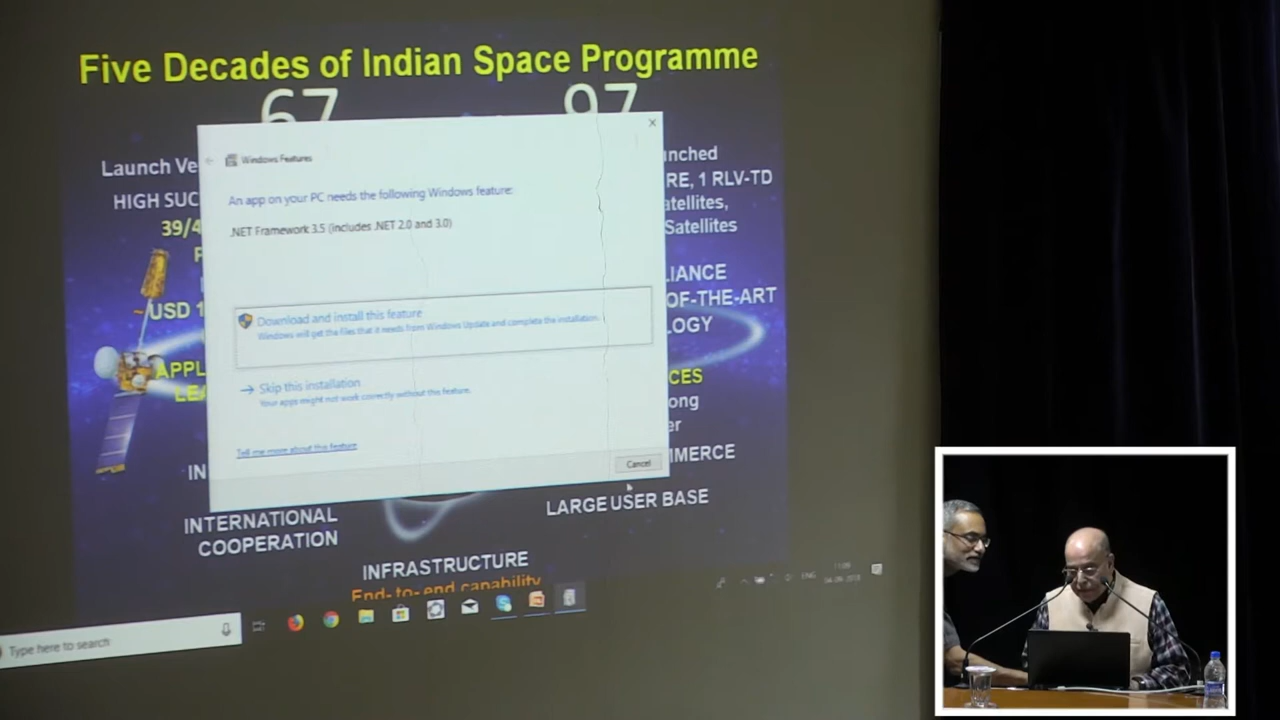 Five Decades of Indian Space Programme
67
97
Launch Ve
nched
HIGH SUC
RE, 1 RLV-TD
39/4
atellites,
Satellites
USD 1
LIANCE
OF-THE-ART
LOGY
APPL
LE
CES
ong
er
IN
MMERCE
INTERNATIONAL
COOPERATION
LARGE USER BASE
INFRASTRUCTURE
End- to- end capability
Windows Features
An app on your PC needs the following Windows feature:
.NET Framework 3.5 (includes .NET 2.0 and 3.0)
Download and install this feature
Windows will get the files that it needs from Windows Update and complete the installation.
Skip this installation
Your apps might not work correctly without this feature.
Tell me more about this feature
Cancel
Type here to search
ENG